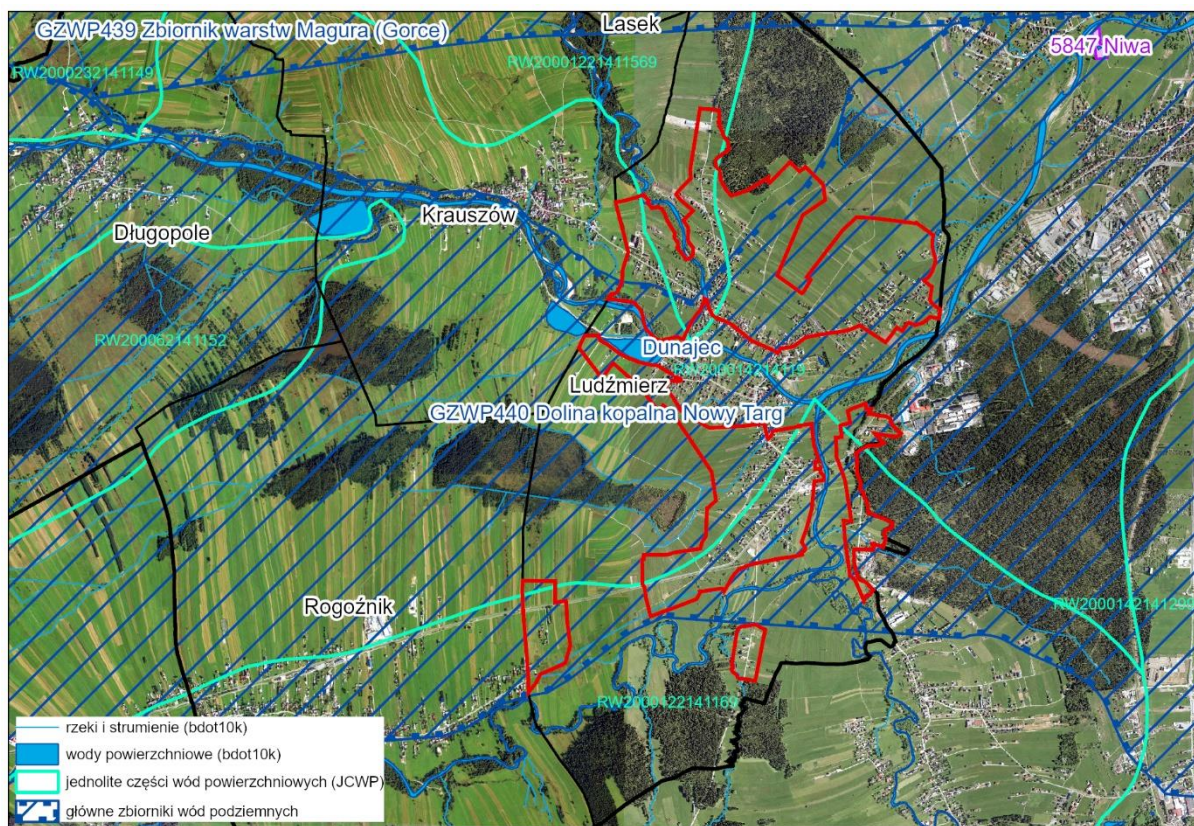 GZWP439 Zbiornik warstw Magura (Gorce)
Lasek
5847 Niwa
RW2000232141149
RW20001221411569
Krauszów
Długopole
RW200062141152
Dunajec
RW200014214119
Ludźmierz
GZWP440 Dolina kopalna Nowy Targ
Rogoźnik
RW2000122141169
rzeki i strumienie (bdot10k)
wody powierzchniowe (bdot10k)
jednolite części wód powierzchniowych (JCWP)
główne zbiorniki wód podziemnych